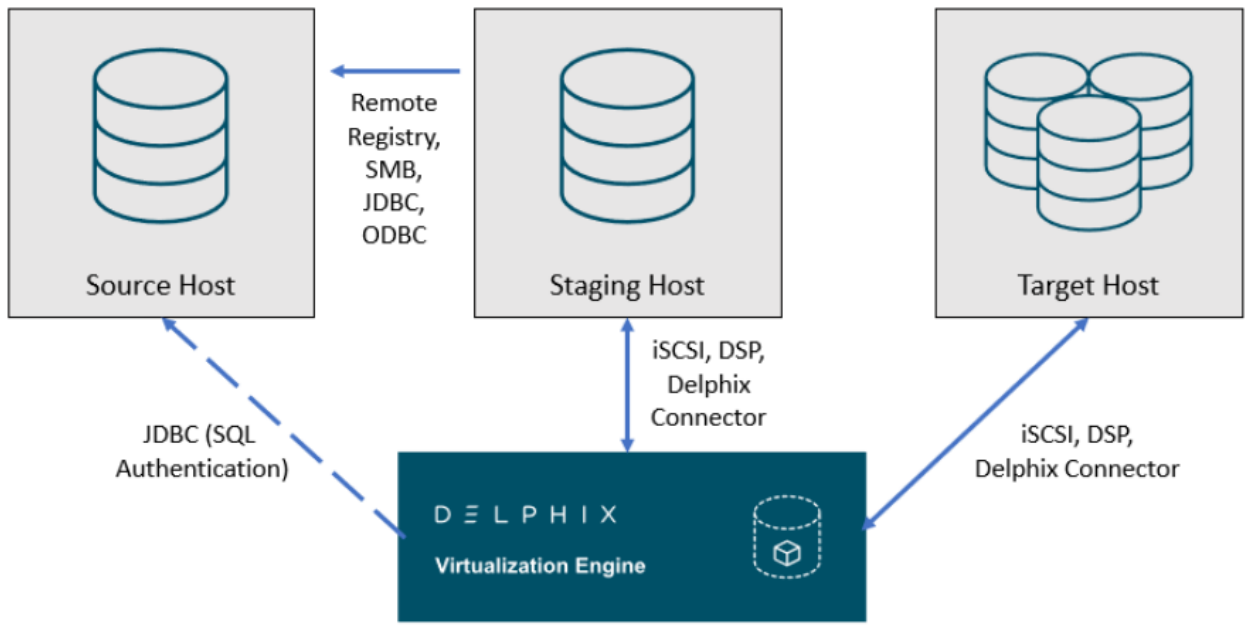 Remote
Registry,
SMB,
JDBC,
ODBC
Source Host
Staging Host
Target Host
iSCSI, DSP,
Delphix
Connector
JDBC (SQL
Authentication)
iSCSI, DSP,
Delphix Connector
DELPHIX
Virtualization Engine